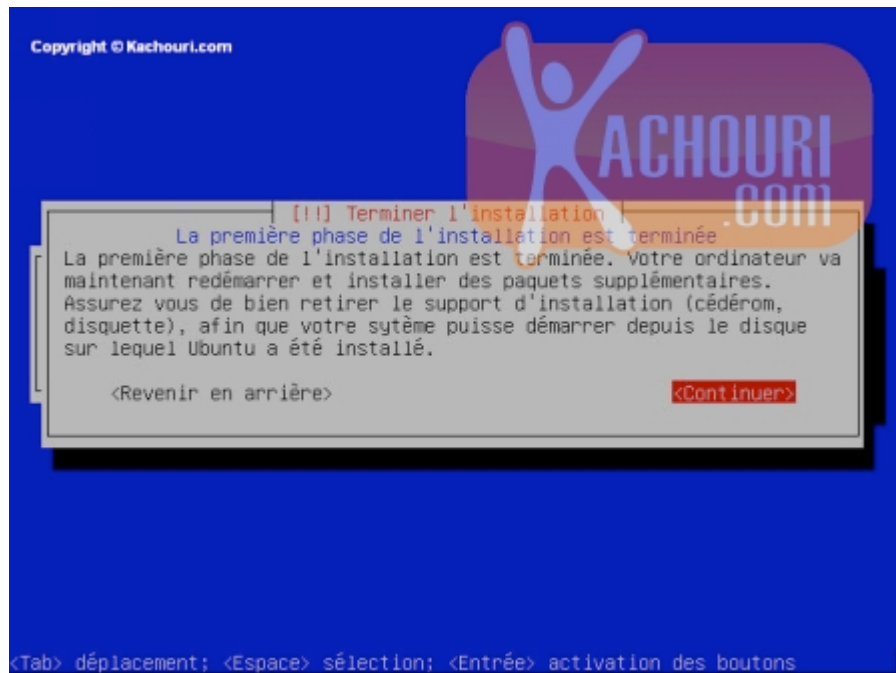 Copyright © Kachouri.com
KACHOURI
.com
[!!] Terminer l'installation
La première phase de l'installation est terminée
La première phase de l'installation est terminée. Votre ordinateur va
maintenant redémarrer et installer des paquets supplémentaires.
Assurez vous de bien retirer le support d'installation (cédérom,
disquette), afin que votre sytème puisse démarrer depuis le disque
sur lequel Ubuntu a été installé.
<Revenir en arrière> <Continuer>
<Tab> déplacement; <Espace> sélection; <Entrée> activation des boutons